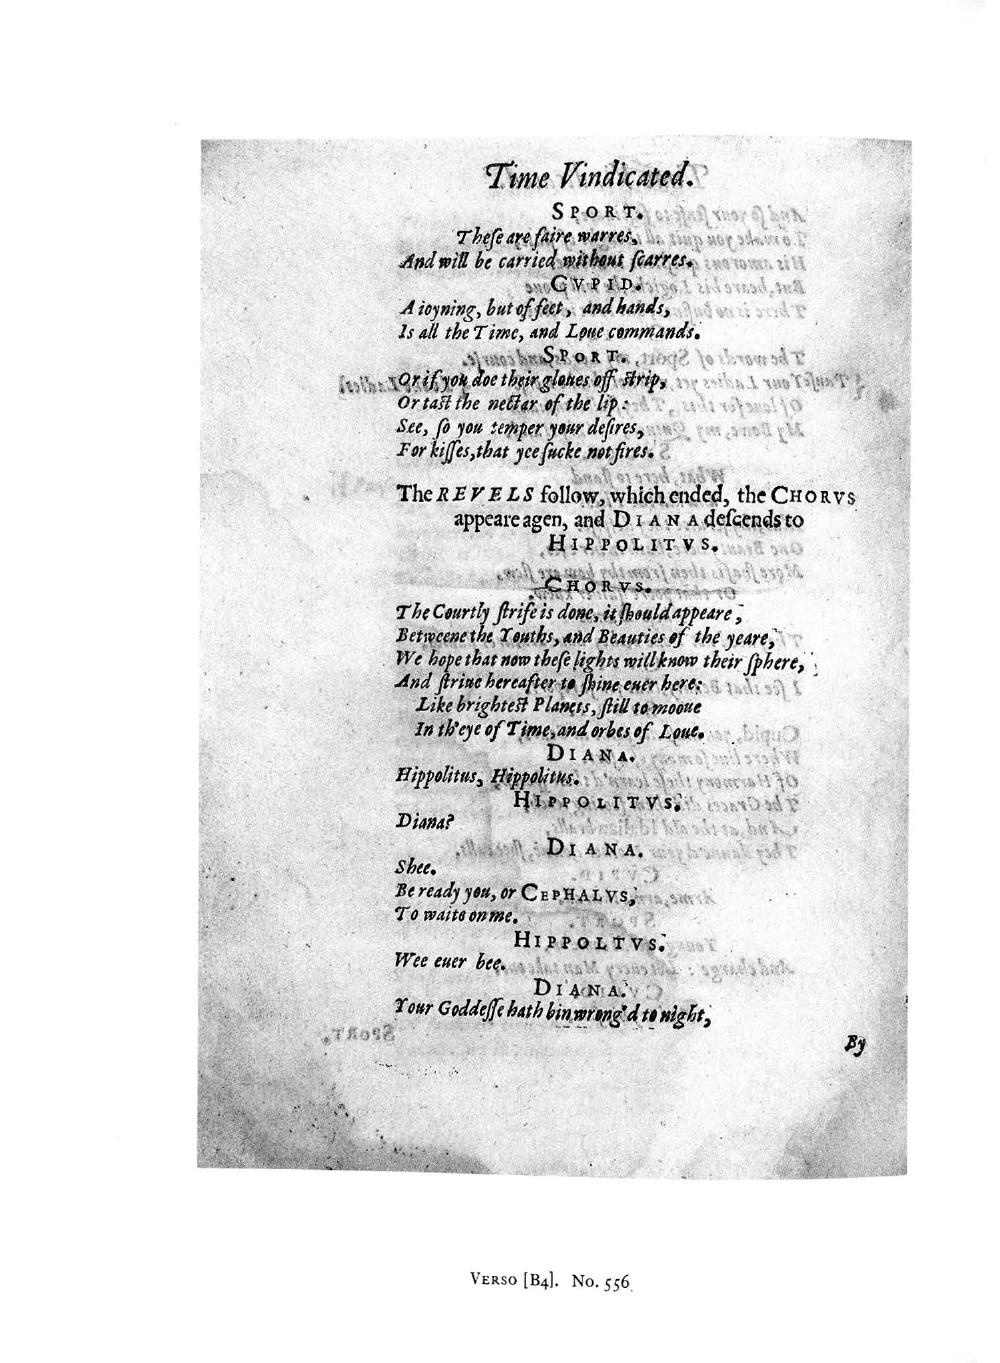 Time Vindicated.
SPORT.
Theſe are faire warres,
And will be carried without ſcarres.
CVPID.
A ioyning, but of feet, and hands,
Is all the Time, and Loue commands.
SPORT.
Or if you doe their gloues off ſtrip,
Or taſt the nectar of the lip:
See, ſo you temper your deſires,
For kiſſes, that yee ſucke not fires.
The REVELS follow, which ended, the CHORVS
appeare agen, and DIANA deſcends to
HIPPOLITVS.
CHORVS.
The Courtly ſtrife is done, it ſhould appeare,
Betweene the Youths, and Beauties of the yeare,
We hope that now theſe lights will know their ſphere,
And ſtriue hereafter to ſhine euer here:
Like brighteſt Planets, ſtill to mooue
In th'eye of Time, and orbes of Loue.
DIANA.
Hippolitus, Hippolitus.
HIPPOLITVS.
Diana?
DIANA.
Shee.
Be ready you, or CEPHALVS,
To waite on me.
HIPPOLTVS.
Wee euer bee.
DIANA.
Your Goddeſſe hath bin wrong'd to night,
By
VERSO [B4]. No. 556